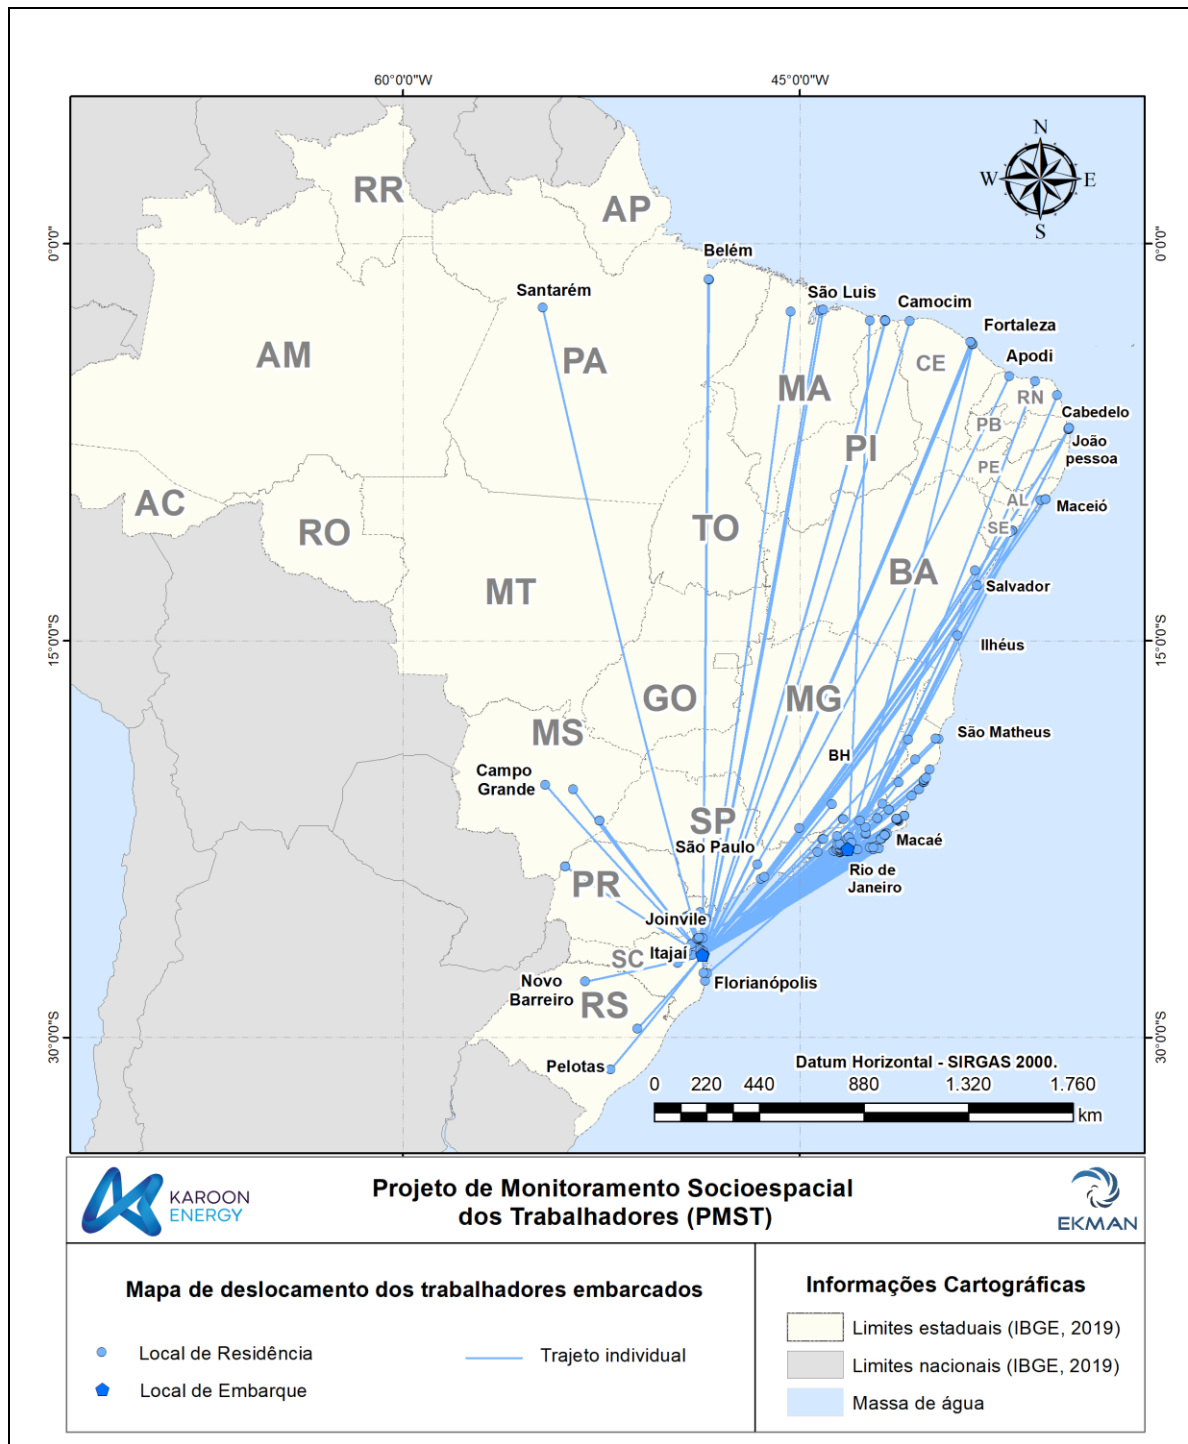 60°0'0"W
45°0'0"W
N
W
E
S
RR
AP
0°0'0"
0°0'0"
Belém
Santarém
São Luis
Camocim
Fortaleza
AM
PA
Apodi
CE
MA
RN
Cabedelo
PB
João
pessoa
PI
PE
AC
AL
Maceió
RO
TO
SE
BA
MT
Salvador
15°0'0"S
15°0'0"S
Ilhéus
GO
MG
MS
São Matheus
BH
Campo
Grande
SP
São Paulo
Macaé
Rio de
Janeiro
PR
Joinvile
Itajaí
SC
Novo
Barreiro
Florianópolis
RS
30°0'0"S
30°0'0"S
Pelotas
Datum Horizontal - SIRGAS 2000.
0 220 440 880 1.320 1.760
km
KAROON
ENERGY
Projeto de Monitoramento Socioespacial
dos Trabalhadores (PMST)
EKMAN
Mapa de deslocamento dos trabalhadores embarcados
Local de Residência
Trajeto individual
Local de Embarque
Informações Cartográficas
Limites estaduais (IBGE, 2019)
Limites nacionais (IBGE, 2019)
Massa de água